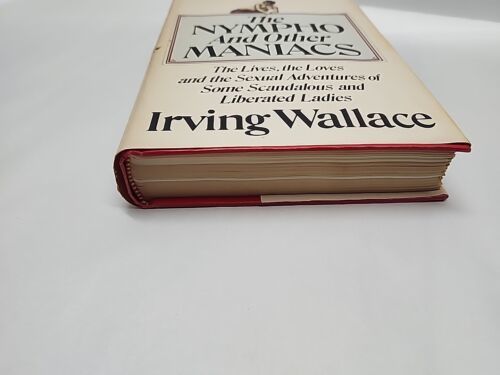 The
NYMPHO
And Other
MANIACS
The Lives, the Loves
and the Sexual Adventures of
Some Scandalous and
Liberated Ladies
Irving Wallace